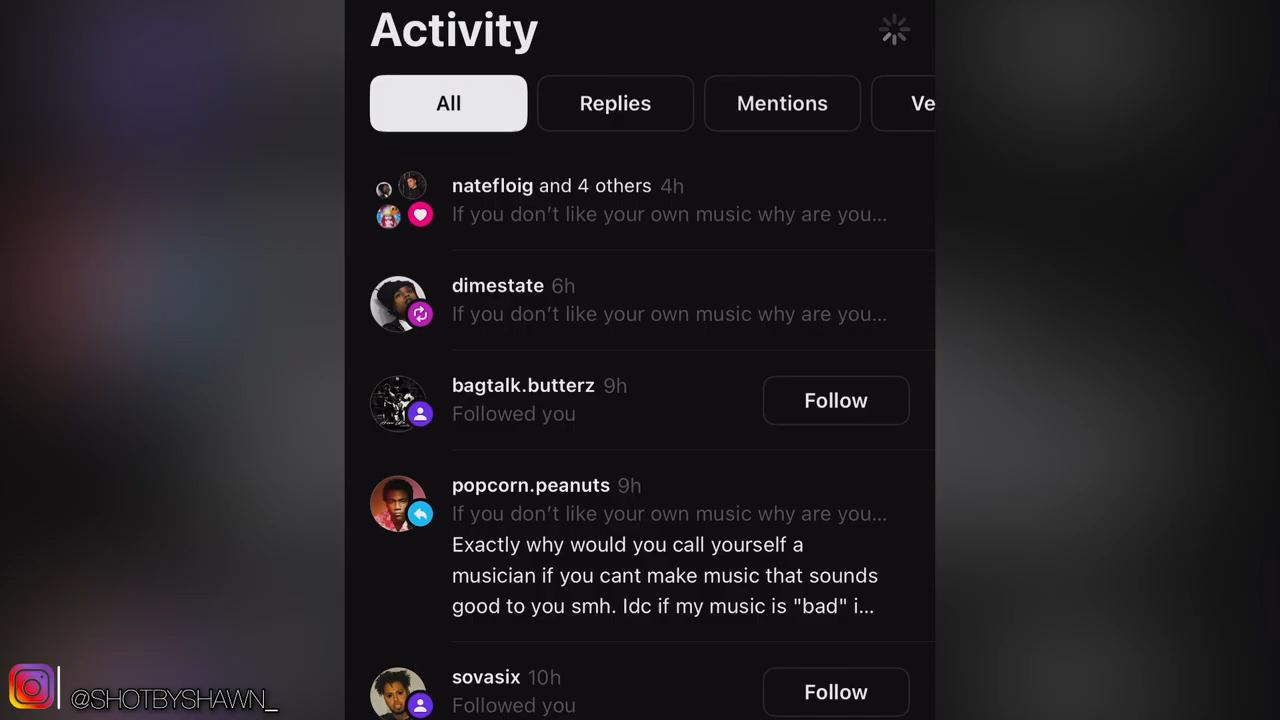 Activity
All
Replies
Mentions
Ve
natefloig and 4 others 4h
If you don’t like your own music why are you...
dimestate 6h
If you don’t like your own music why are you...
bagtalk.butterz 9h
Followed you
Follow
popcorn.peanuts 9h
If you don’t like your own music why are you...
Exactly why would you call yourself a
musician if you cant make music that sounds
good to you smh. Idc if my music is "bad" i...
sovasix 10h
Followed you
Follow
@SHOTBYSHAWN_